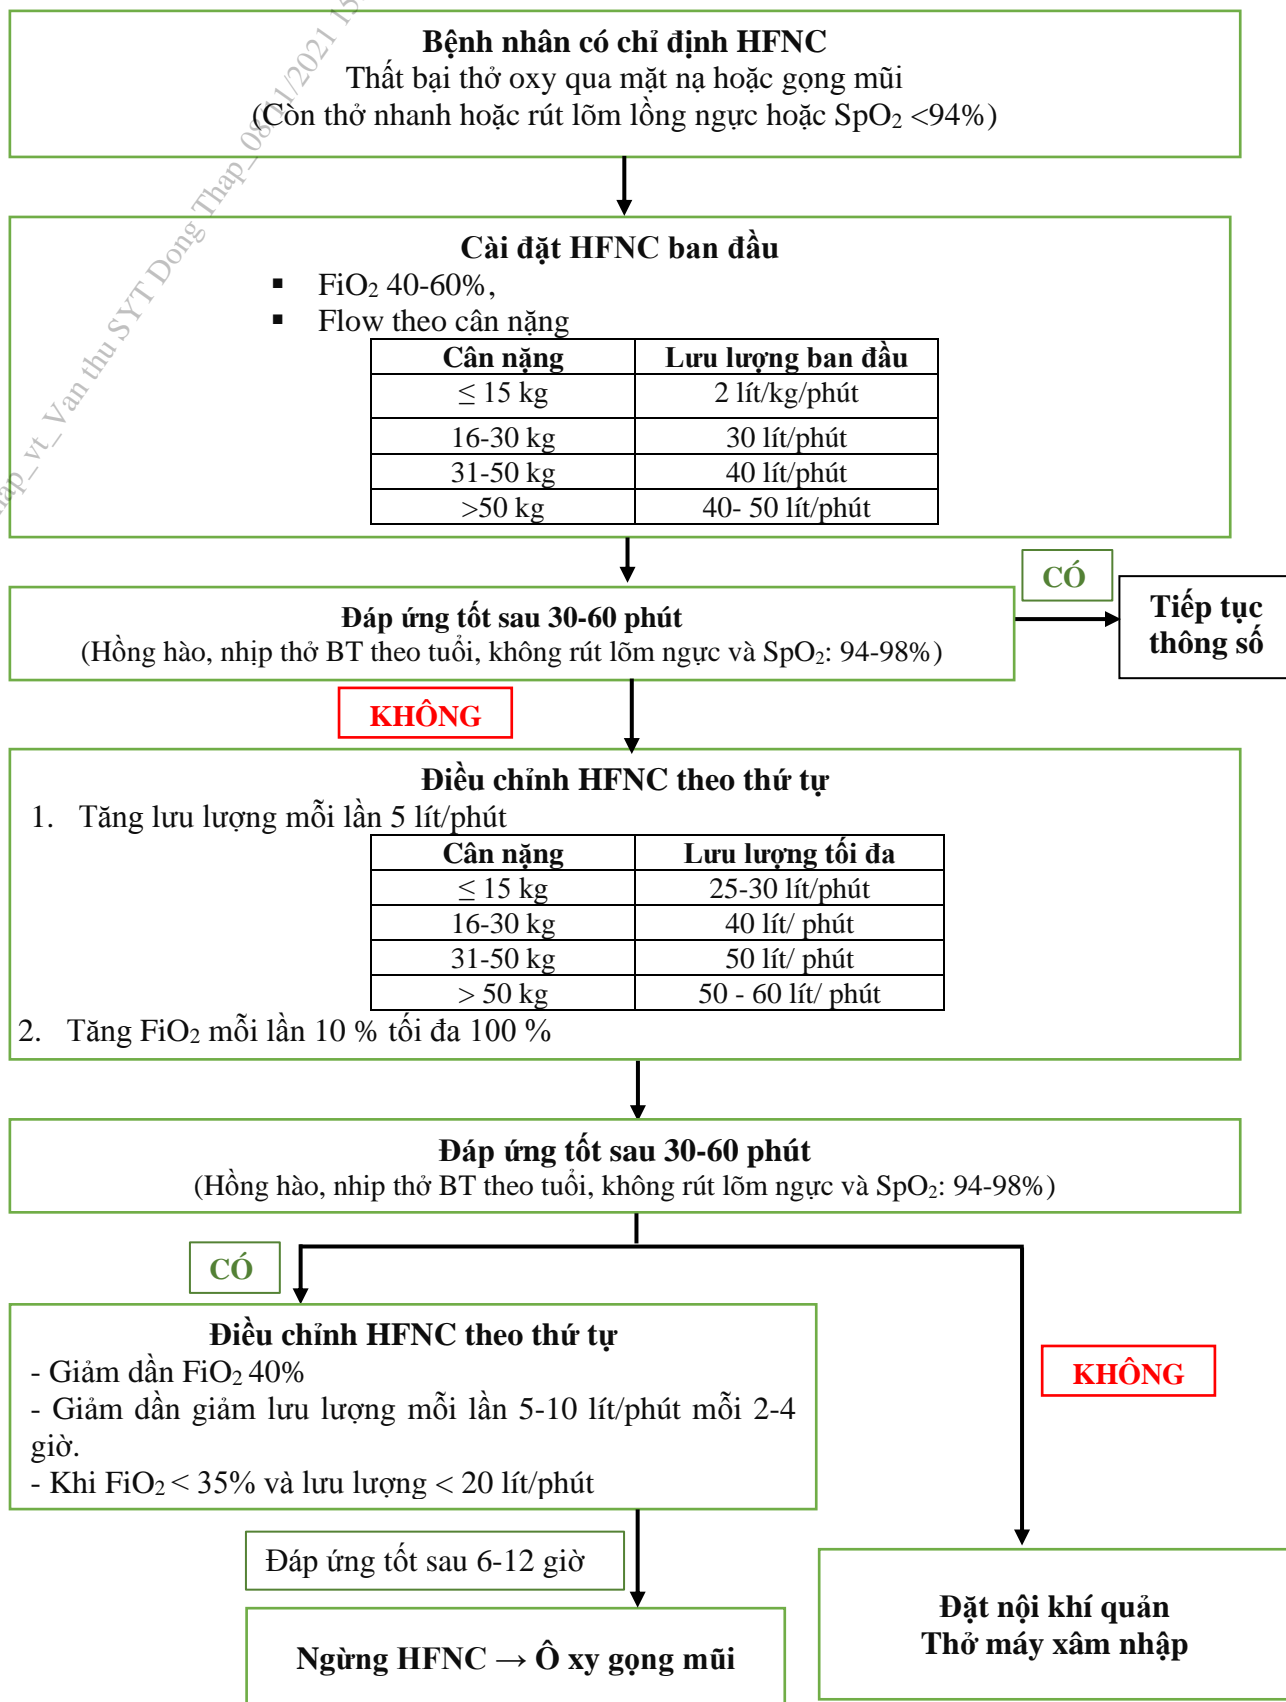 Bệnh nhân có chỉ định HFNC
Thất bại thở oxy qua mặt nạ hoặc gọng mũi
(Còn thở nhanh hoặc rút lõm lồng ngực hoặc SpO₂ <94%)
Cài đặt HFNC ban đầu
▪ FiO₂ 40-60%,
▪ Flow theo cân nặng
Cân nặng Lưu lượng ban đầu
≤ 15 kg 2 lít/kg/phút
16-30 kg 30 lít/phút
31-50 kg 40 lít/phút
>50 kg 40- 50 lít/phút
Đáp ứng tốt sau 30-60 phút
(Hồng hào, nhịp thở BT theo tuổi, không rút lõm ngực và SpO₂: 94-98%)
CÓ
Tiếp tục
thông số
KHÔNG
Điều chỉnh HFNC theo thứ tự
1. Tăng lưu lượng mỗi lần 5 lít/phút
Cân nặng Lưu lượng tối đa
≤ 15 kg 25-30 lít/phút
16-30 kg 40 lít/ phút
31-50 kg 50 lít/ phút
> 50 kg 50 - 60 lít/ phút
2. Tăng FiO₂ mỗi lần 10 % tối đa 100 %
Đáp ứng tốt sau 30-60 phút
(Hồng hào, nhip thở BT theo tuổi, không rút lõm ngực và SpO₂: 94-98%)
CÓ
Điều chỉnh HFNC theo thứ tự
- Giảm dần FiO₂ 40%
- Giảm dần giảm lưu lượng mỗi lần 5-10 lít/phút mỗi 2-4
giờ.
- Khi FiO₂ < 35% và lưu lượng < 20 lít/phút
KHÔNG
Đáp ứng tốt sau 6-12 giờ
Ngừng HFNC → Ô xy gọng mũi
Đặt nội khí quản
Thở máy xâm nhập
vt_Van thu SYT Dong Thap